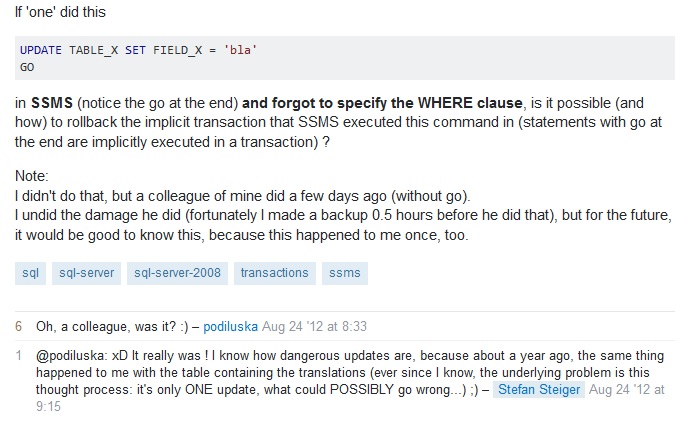 If 'one' did this
UPDATE TABLE_X SET FIELD_X = 'bla'
GO
in SSMS (notice the go at the end) and forgot to specify the WHERE clause, is it possible (and
how) to rollback the implicit transaction that SSMS executed this command in (statements with go at
the end are implicitly executed in a transaction) ?
Note:
I didn't do that, but a colleague of mine did a few days ago (without go).
I undid the damage he did (fortunately I made a backup 0.5 hours before he did that), but for the future,
it would be good to know this, because this happened to me once, too.
sql sql-server sql-server-2008 transactions ssms
6 Oh, a colleague, was it? :) – podiluska Aug 24 '12 at 8:33
1 @podiluska: xD It really was ! I know how dangerous updates are, because about a year ago, the same thing
happened to me with the table containing the translations (ever since I know, the underlying problem is this
thought process: it's only ONE update, what could POSSIBLY go wrong...) ;) – Stefan Steiger Aug 24 '12 at
9:15